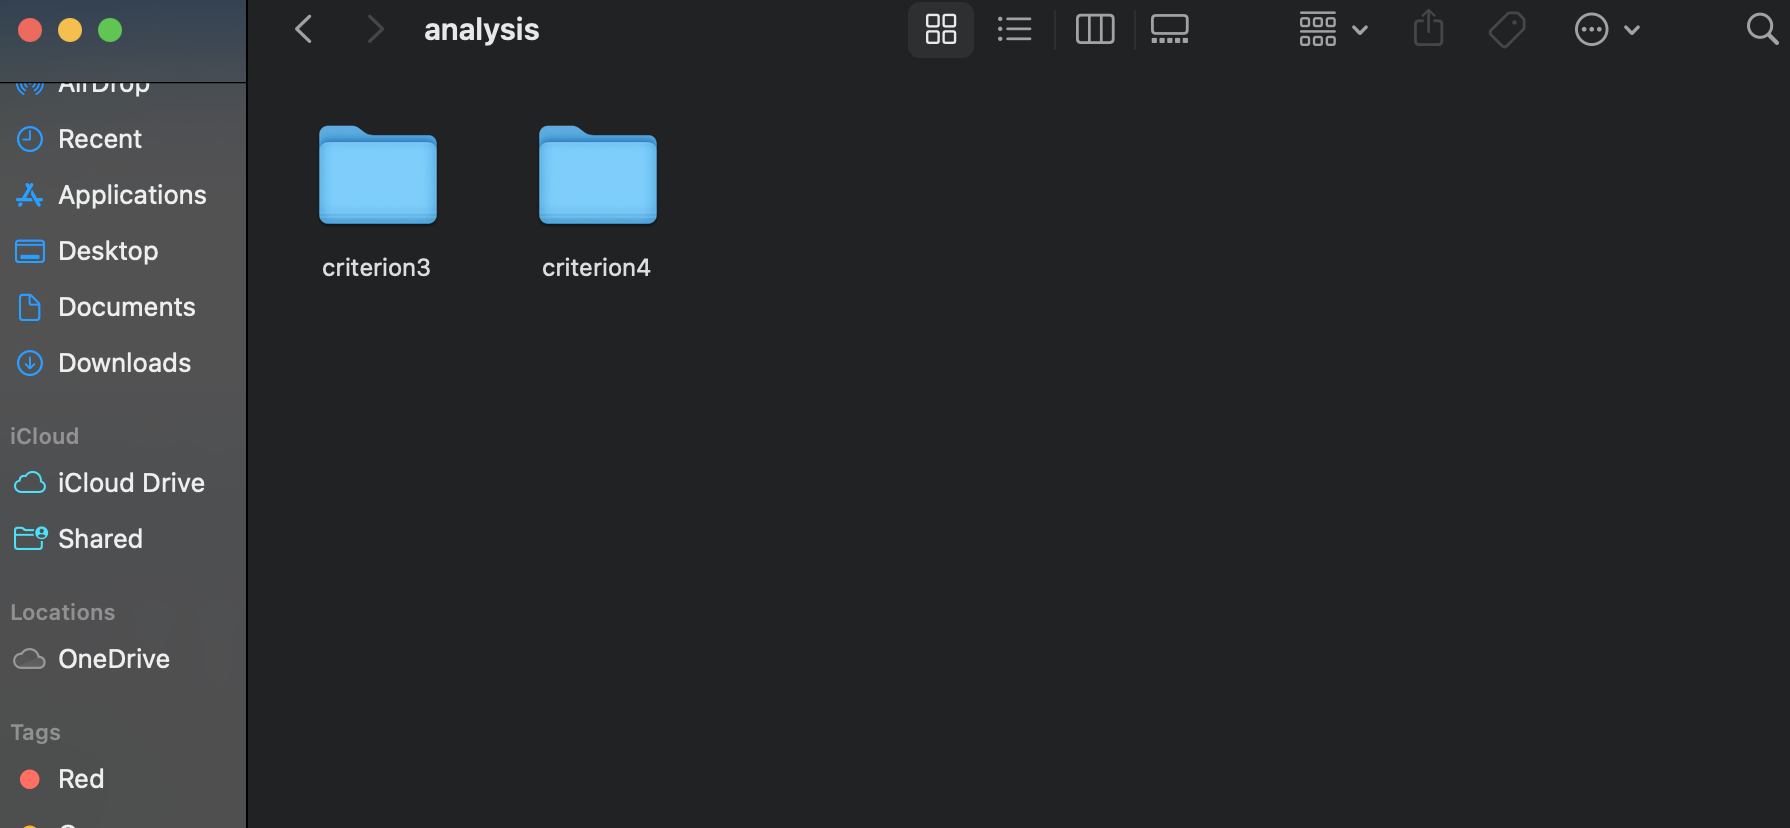 analysis
AirDrop
Recent
Applications
Desktop
Documents
Downloads
iCloud
iCloud Drive
Shared
Locations
OneDrive
Tags
Red
criterion3
criterion4